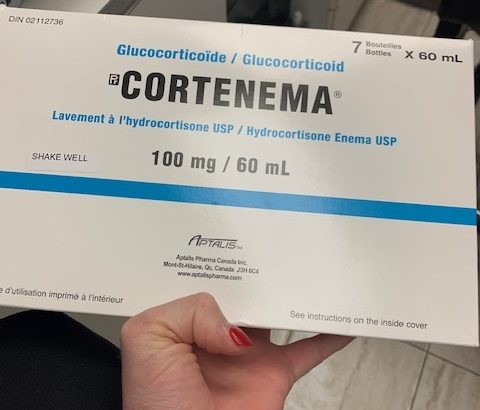 DIN 02112736
7 Bouteilles Bottles X 60 mL
Glucocorticoïde / Glucocorticoid
Pr CORTENEMA®
Lavement à l'hydrocortisone USP / Hydrocortisone Enema USP
SHAKE WELL
100 mg / 60 mL
APTALIS™
Aptalis Pharma Canada Inc.
Mont-St-Hilaire, Qc, Canada J3H 6C4
www.aptalispharma.com
e d'utilisation imprimé à l'intérieur
See instructions on the inside cover